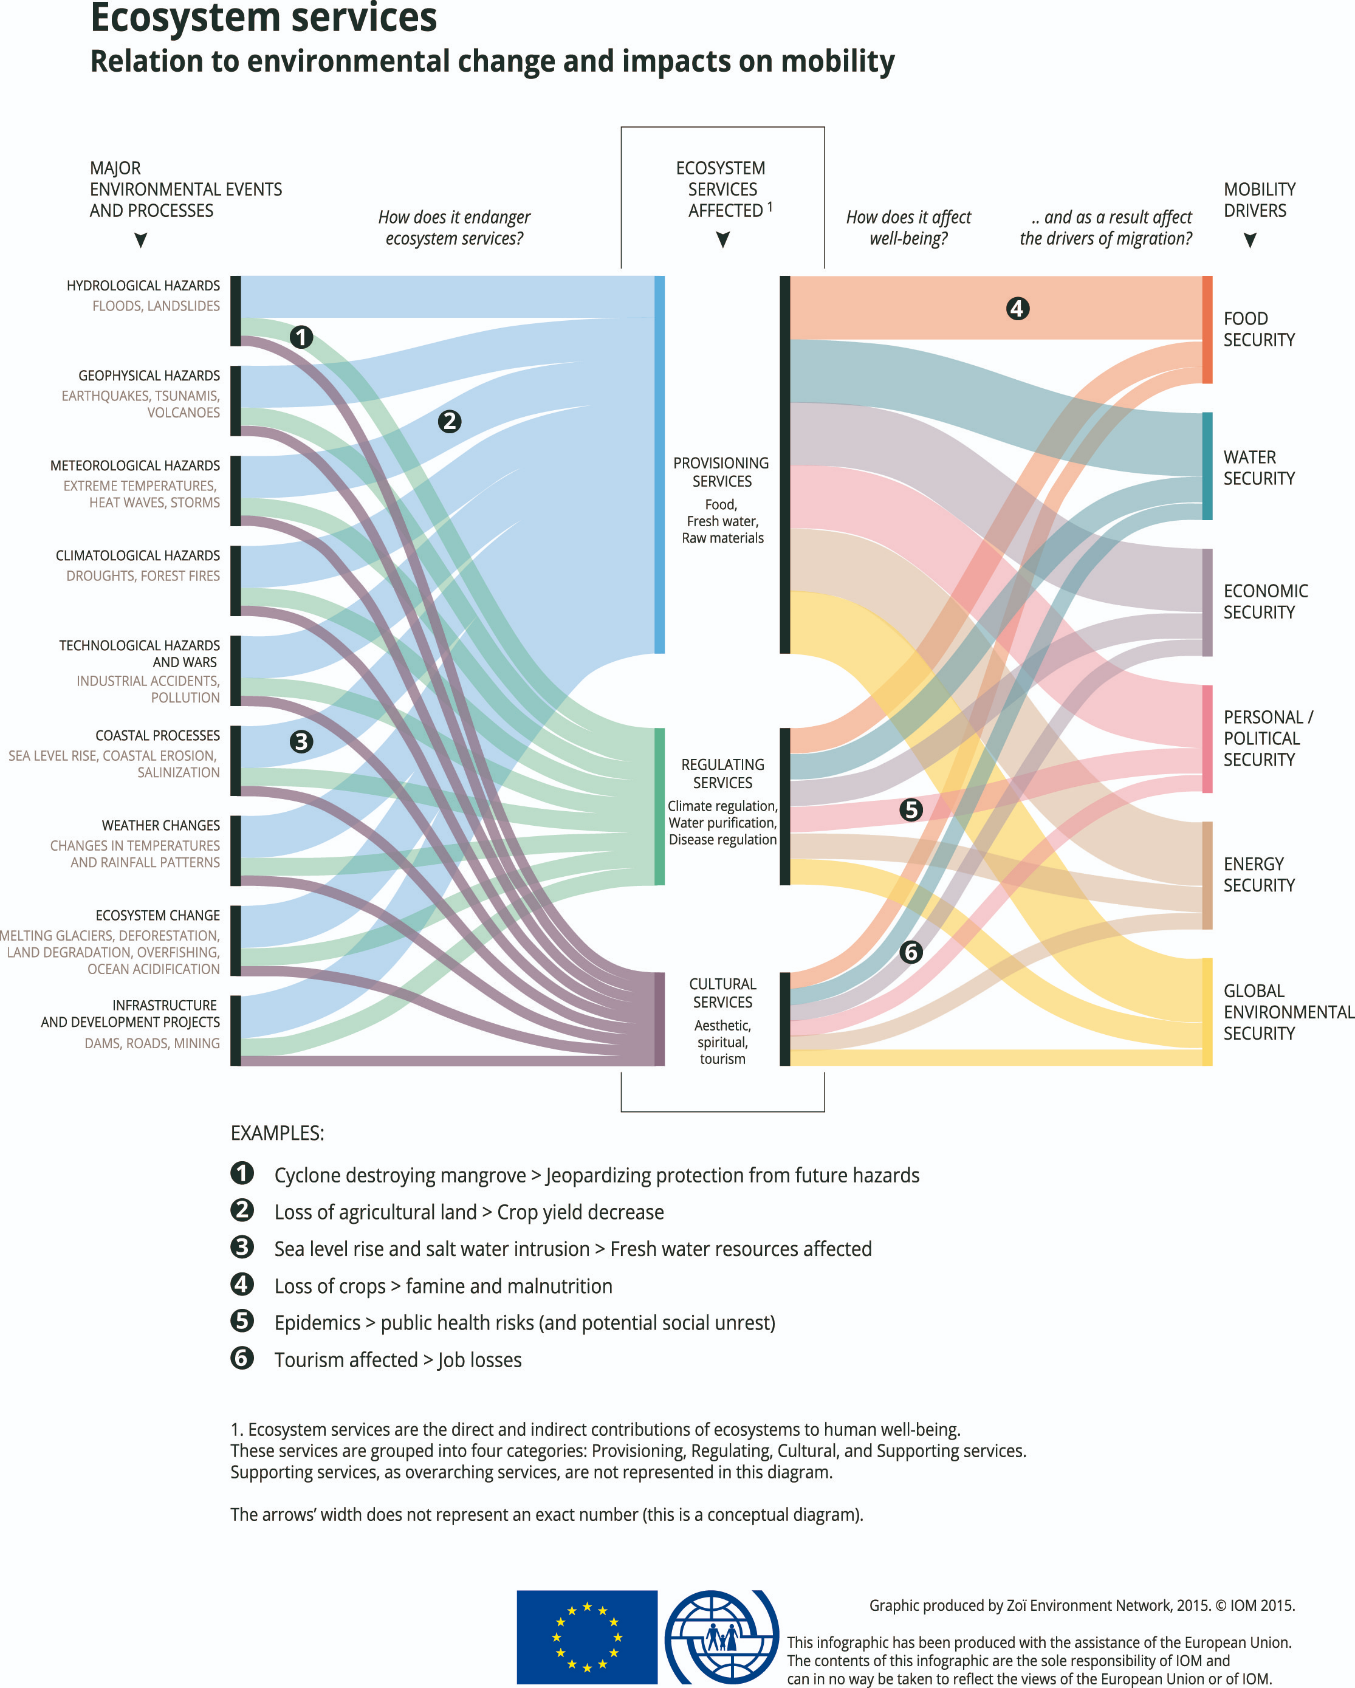 Ecosystem services
Relation to environmental change and impacts on mobility
MAJOR
ENVIRONMENTAL EVENTS
AND PROCESSES
How does it endanger
ecosystem services?
ECOSYSTEM
SERVICES
AFFECTED 1
How does it affect
well-being?
.. and as a result affect
the drivers of migration?
MOBILITY
DRIVERS
HYDROLOGICAL HAZARDS
FLOODS, LANDSLIDES
GEOPHYSICAL HAZARDS
EARTHQUAKES, TSUNAMIS,
VOLCANOES
METEOROLOGICAL HAZARDS
EXTREME TEMPERATURES,
HEAT WAVES, STORMS
CLIMATOLOGICAL HAZARDS
DROUGHTS, FOREST FIRES
TECHNOLOGICAL HAZARDS
AND WARS
INDUSTRIAL ACCIDENTS,
POLLUTION
COASTAL PROCESSES
SEA LEVEL RISE, COASTAL EROSION,
SALINIZATION
WEATHER CHANGES
CHANGES IN TEMPERATURES
AND RAINFALL PATTERNS
ECOSYSTEM CHANGE
MELTING GLACIERS, DEFORESTATION,
LAND DEGRADATION, OVERFISHING,
OCEAN ACIDIFICATION
INFRASTRUCTURE
AND DEVELOPMENT PROJECTS
DAMS, ROADS, MINING
1
2
3
PROVISIONING
SERVICES
Food,
Fresh water,
Raw materials
REGULATING
SERVICES
Climate regulation,
Water purification,
Disease regulation
CULTURAL
SERVICES
Aesthetic,
spiritual,
tourism
4
5
6
FOOD
SECURITY
WATER
SECURITY
ECONOMIC
SECURITY
PERSONAL /
POLITICAL
SECURITY
ENERGY
SECURITY
GLOBAL
ENVIRONMENTAL
SECURITY
EXAMPLES:
1 Cyclone destroying mangrove > Jeopardizing protection from future hazards
2 Loss of agricultural land > Crop yield decrease
3 Sea level rise and salt water intrusion > Fresh water resources affected
4 Loss of crops > famine and malnutrition
5 Epidemics > public health risks (and potential social unrest)
6 Tourism affected > Job losses
1. Ecosystem services are the direct and indirect contributions of ecosystems to human well-being.
These services are grouped into four categories: Provisioning, Regulating, Cultural, and Supporting services.
Supporting services, as overarching services, are not represented in this diagram.
The arrows’ width does not represent an exact number (this is a conceptual diagram).
Graphic produced by Zoï Environment Network, 2015. © IOM 2015.
This infographic has been produced with the assistance of the European Union.
The contents of this infographic are the sole responsibility of IOM and
can in no way be taken to reflect the views of the European Union or of IOM.